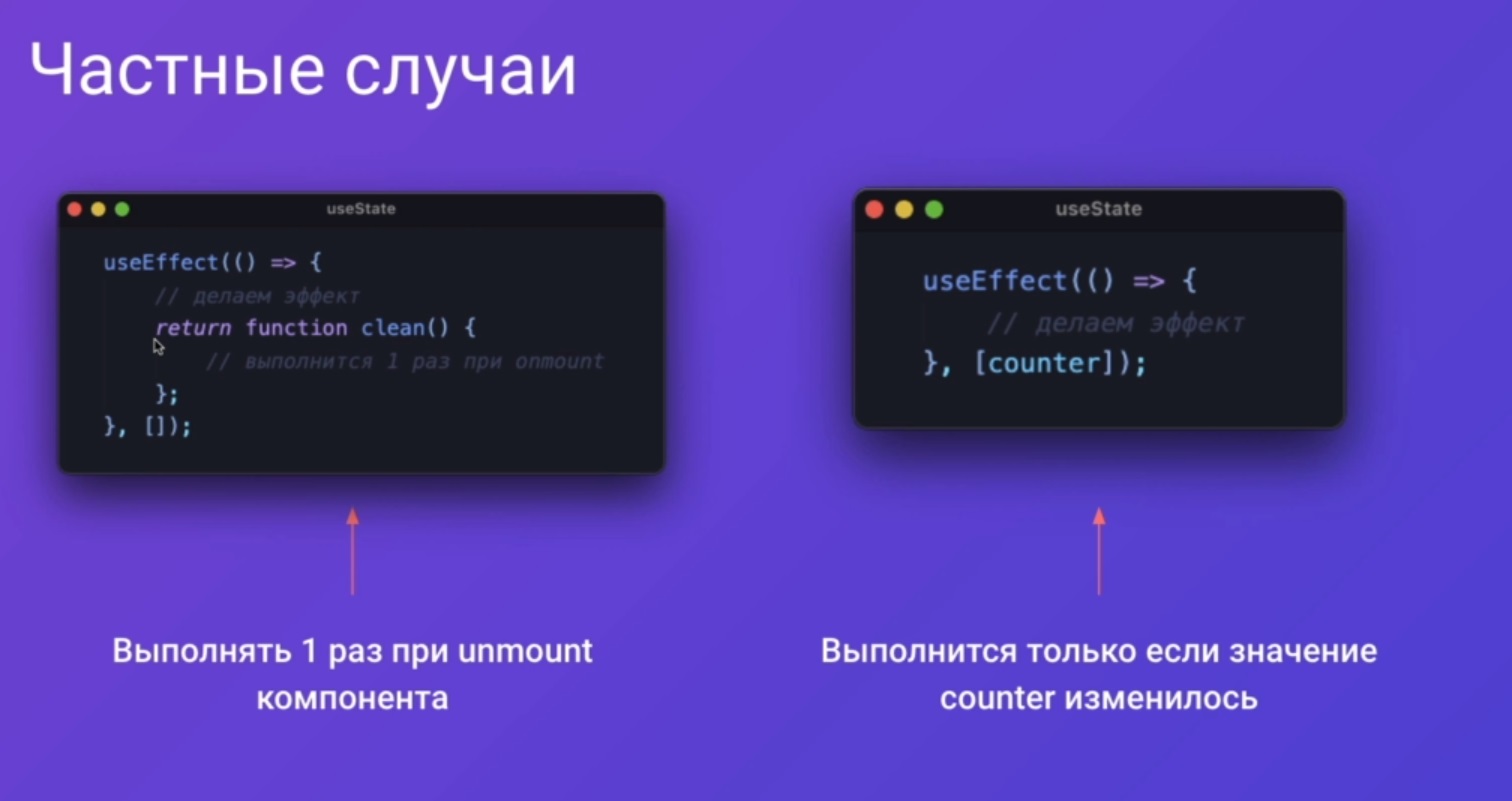 Частные случаи
useState
useEffect(() => {
// делаем эффект
return function clean() {
// выполнится 1 раз при onmount
};
}, []);
Выполнять 1 раз при unmount
компонента
useState
useEffect(() => {
// делаем эффект
}, [counter]);
Выполнится только если значение
counter изменилось